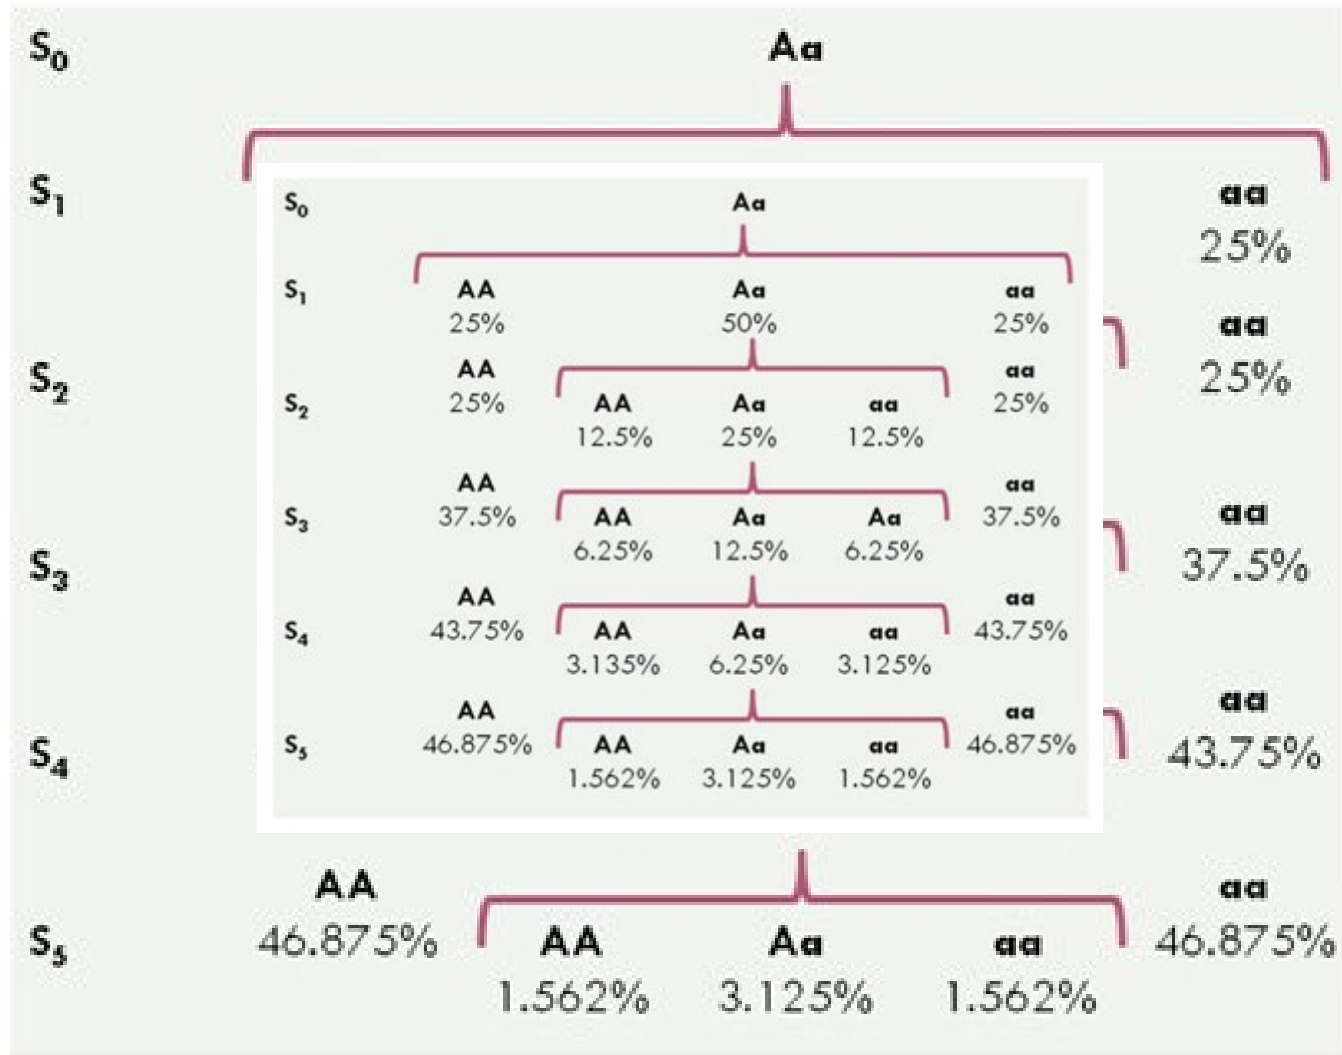 S0 Aa
S1 aa
25%
S0 Aa
S1 AA Aa aa
25% 50% 25%
AA aa
S2 25% 25%
AA Aa aa
12.5% 25% 12.5%
AA aa
S3 37.5% 37.5%
AA Aa Aa
6.25% 12.5% 6.25%
AA aa
S4 43.75% 43.75%
AA Aa aa
3.135% 6.25% 3.125%
AA aa
S5 46.875% 46.875%
AA Aa aa
1.562% 3.125% 1.562%
S2 aa
25%
S3 aa
37.5%
S4 aa
43.75%
AA aa
S5 46.875% AA Aa aa 46.875%
1.562% 3.125% 1.562%